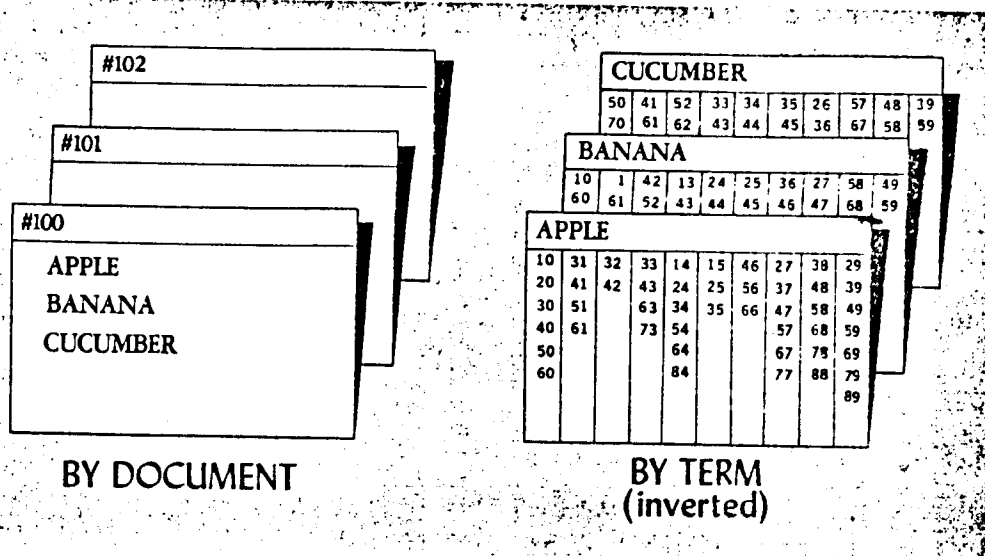 #102
#101
#100
APPLE
BANANA
CUCUMBER
BY DOCUMENT
CUCUMBER
50 41 52 33 34 35 26 57 48 39
70 61 62 43 44 45 36 67 58 59
BANANA
10 1 42 13 24 25 36 27 58 49
60 61 52 43 44 45 46 47 68 59
APPLE
10 31 32 33 14 15 46 27 38 29
20 41 42 43 24 25 56 37 48 39
30 51 63 34 35 66 47 58 49
40 61 73 54 57 68 59
50 64 67 78 69
60 84 77 88 79
89
BY TERM
(inverted)